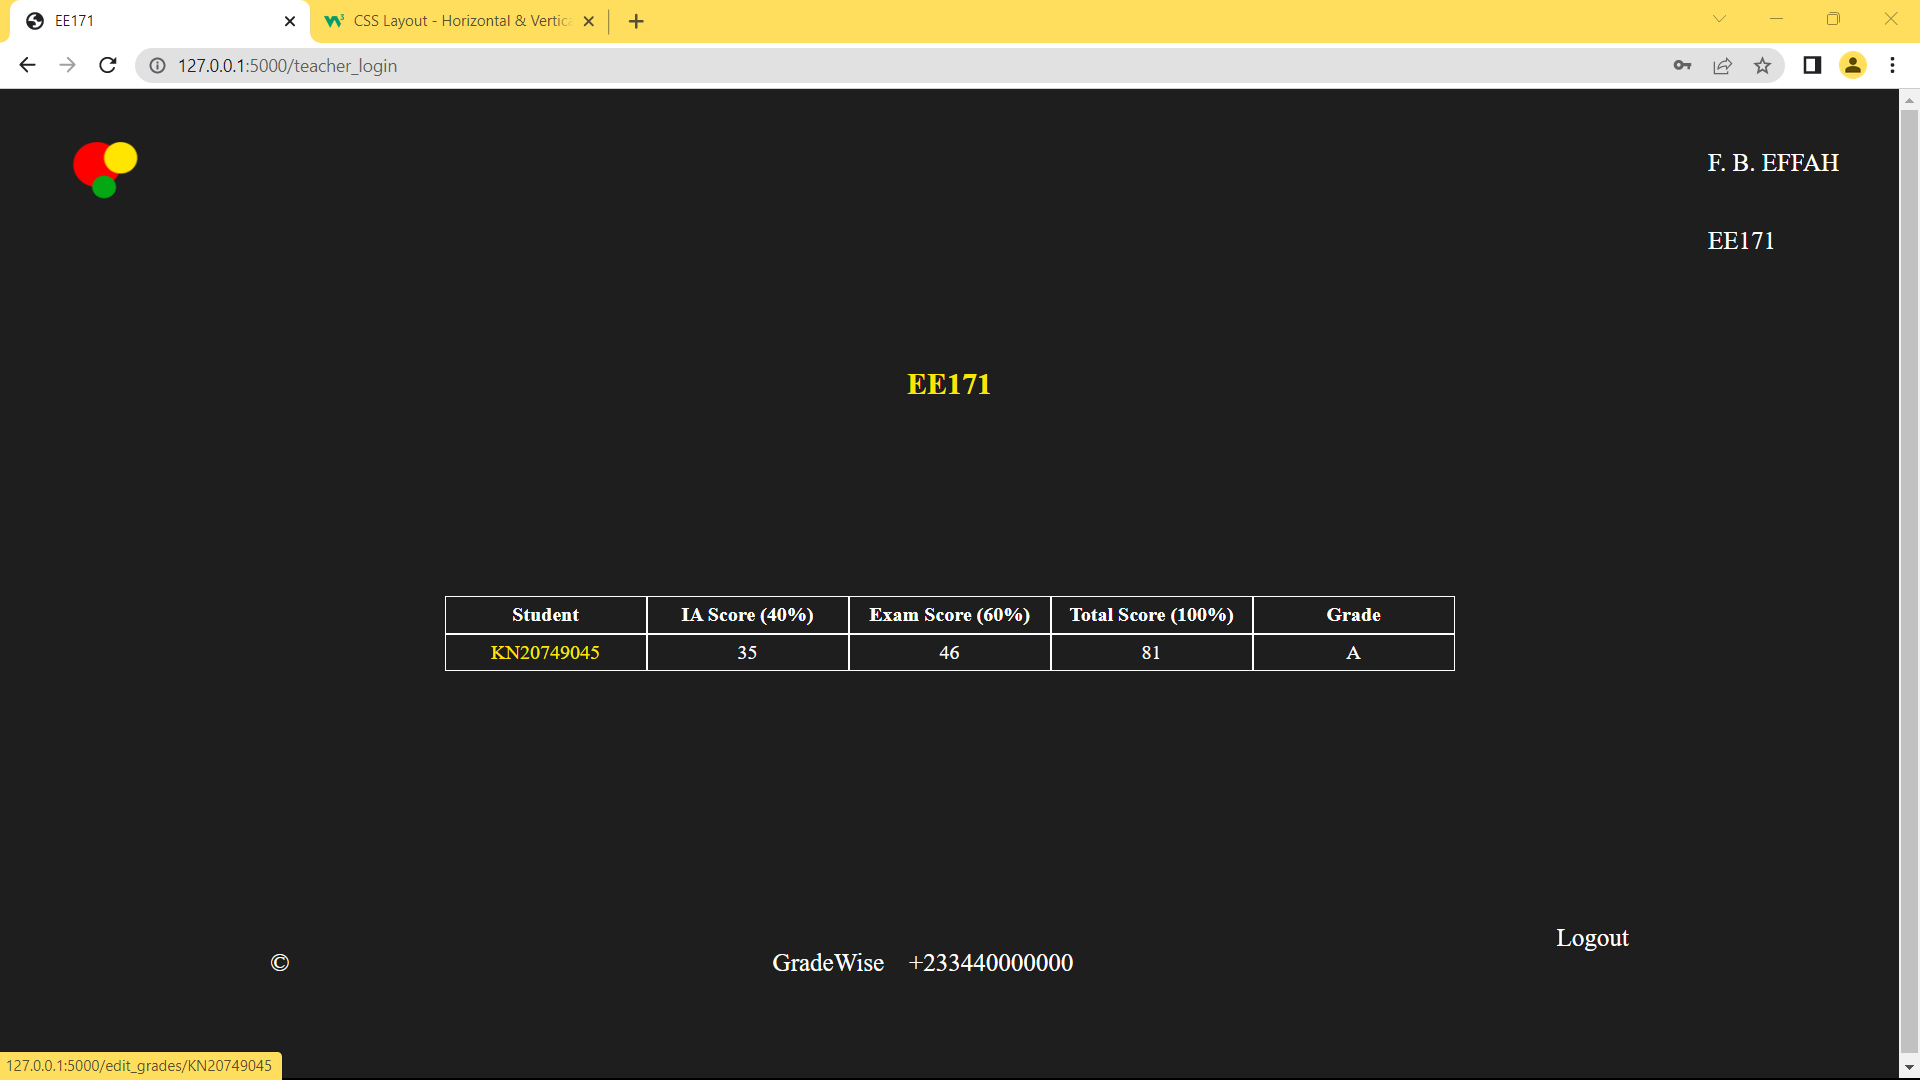 EE171
CSS Layout - Horizontal & Vertic
127.0.0.1:5000/teacher_login
F. B. EFFAH
EE171
EE171
Student IA Score (40%) Exam Score (60%) Total Score (100%) Grade
KN20749045 35 46 81 A
Logout
© GradeWise +233440000000
127.0.0.1:5000/edit_grades/KN20749045